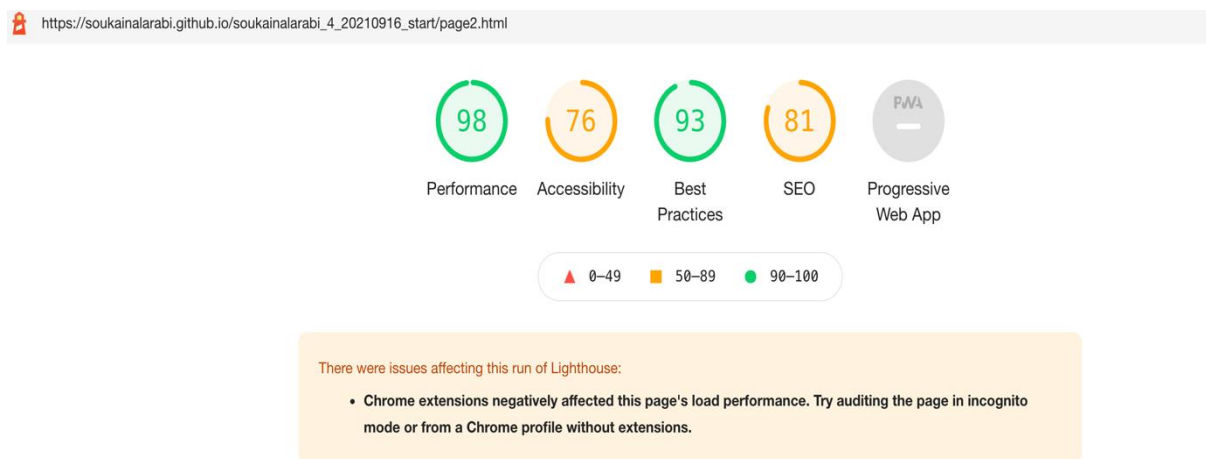 https://soukainalarabi.github.io/soukainalarabi_4_20210916_start/page2.html
98
76
93
81
PWA
Performance
Accessibility
Best
Practices
SEO
Progressive
Web App
0–49
50–89
90–100
There were issues affecting this run of Lighthouse:
• Chrome extensions negatively affected this page's load performance. Try auditing the page in incognito
mode or from a Chrome profile without extensions.